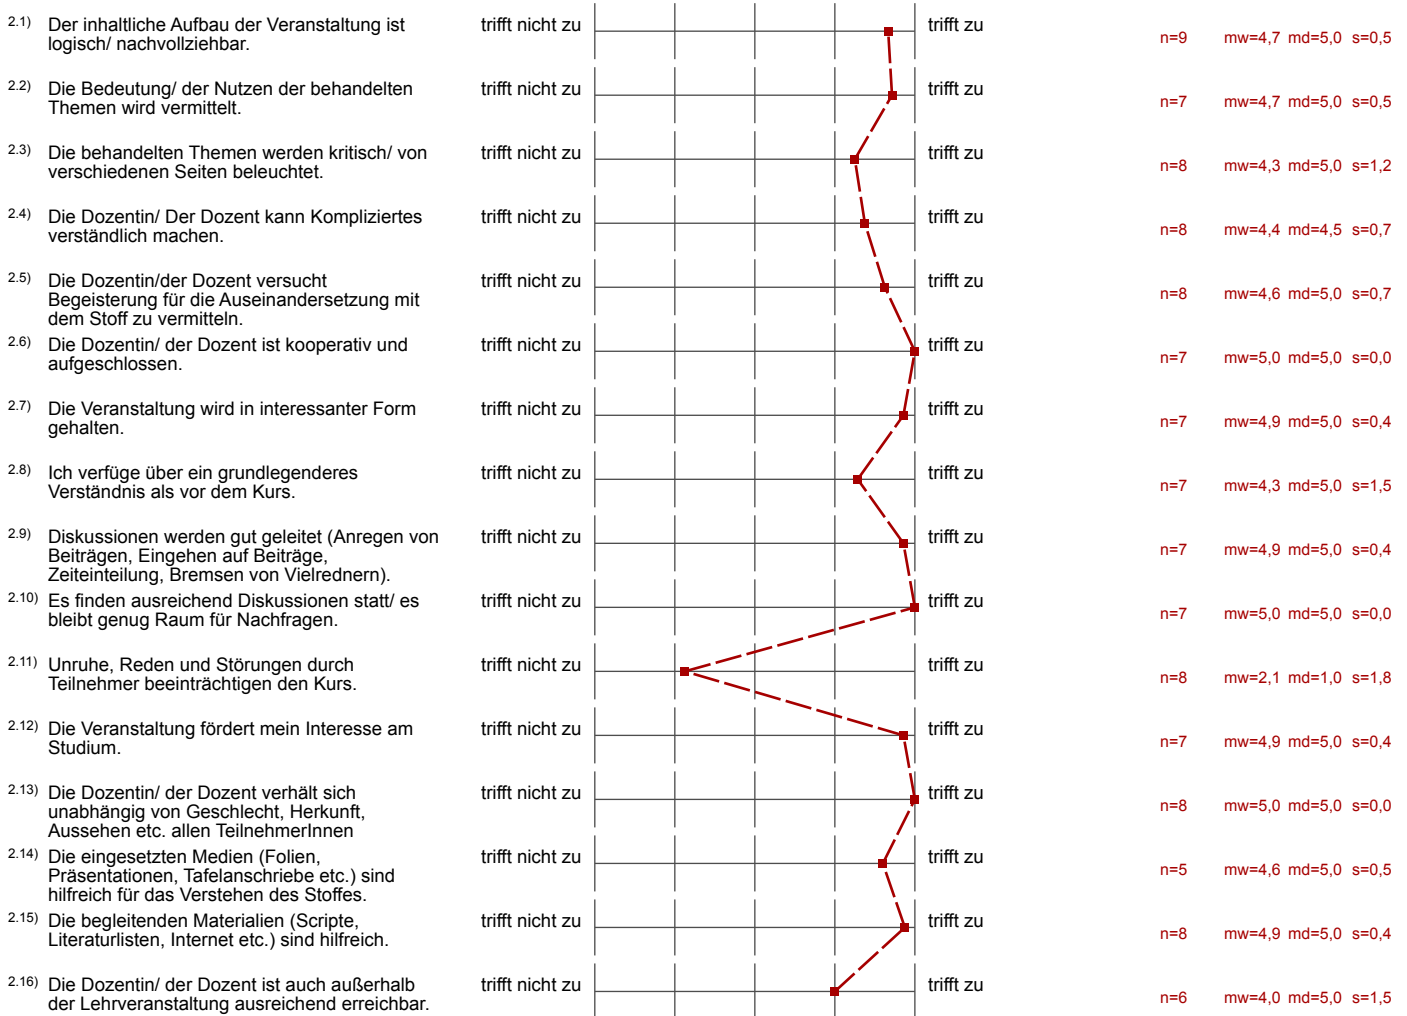 2.1) Der inhaltliche Aufbau der Veranstaltung ist trifft nicht zu trifft zu
logisch/ nachvollziehbar. n=9 mw=4,7 md=5,0 s=0,5
2.2) Die Bedeutung/ der Nutzen der behandelten trifft nicht zu trifft zu
Themen wird vermittelt. n=7 mw=4,7 md=5,0 s=0,5
2.3) Die behandelten Themen werden kritisch/ von trifft nicht zu trifft zu
verschiedenen Seiten beleuchtet. n=8 mw=4,3 md=5,0 s=1,2
2.4) Die Dozentin/ Der Dozent kann Kompliziertes trifft nicht zu trifft zu
verständlich machen. n=8 mw=4,4 md=4,5 s=0,7
2.5) Die Dozentin/der Dozent versucht trifft nicht zu trifft zu
Begeisterung für die Auseinandersetzung mit n=8 mw=4,6 md=5,0 s=0,7
dem Stoff zu vermitteln.
2.6) Die Dozentin/ der Dozent ist kooperativ und trifft nicht zu trifft zu
aufgeschlossen. n=7 mw=5,0 md=5,0 s=0,0
2.7) Die Veranstaltung wird in interessanter Form trifft nicht zu trifft zu
gehalten. n=7 mw=4,9 md=5,0 s=0,4
2.8) Ich verfüge über ein grundlegenderes trifft nicht zu trifft zu
Verständnis als vor dem Kurs. n=7 mw=4,3 md=5,0 s=1,5
2.9) Diskussionen werden gut geleitet (Anregen von trifft nicht zu trifft zu
Beiträgen, Eingehen auf Beiträge, n=7 mw=4,9 md=5,0 s=0,4
Zeiteinteilung, Bremsen von Vielrednern).
2.10) Es finden ausreichend Diskussionen statt/ es trifft nicht zu trifft zu
bleibt genug Raum für Nachfragen. n=7 mw=5,0 md=5,0 s=0,0
2.11) Unruhe, Reden und Störungen durch trifft nicht zu trifft zu
Teilnehmer beeinträchtigen den Kurs. n=8 mw=2,1 md=1,0 s=1,8
2.12) Die Veranstaltung fördert mein Interesse am trifft nicht zu trifft zu
Studium. n=7 mw=4,9 md=5,0 s=0,4
2.13) Die Dozentin/ der Dozent verhält sich trifft nicht zu trifft zu
unabhängig von Geschlecht, Herkunft, n=8 mw=5,0 md=5,0 s=0,0
Aussehen etc. allen TeilnehmerInnen
2.14) Die eingesetzten Medien (Folien, trifft nicht zu trifft zu
Präsentationen, Tafelanschriebe etc.) sind n=5 mw=4,6 md=5,0 s=0,5
hilfreich für das Verstehen des Stoffes.
2.15) Die begleitenden Materialien (Scripte, trifft nicht zu trifft zu
Literaturlisten, Internet etc.) sind hilfreich. n=8 mw=4,9 md=5,0 s=0,4
2.16) Die Dozentin/ der Dozent ist auch außerhalb trifft nicht zu trifft zu
der Lehrveranstaltung ausreichend erreichbar. n=6 mw=4,0 md=5,0 s=1,5